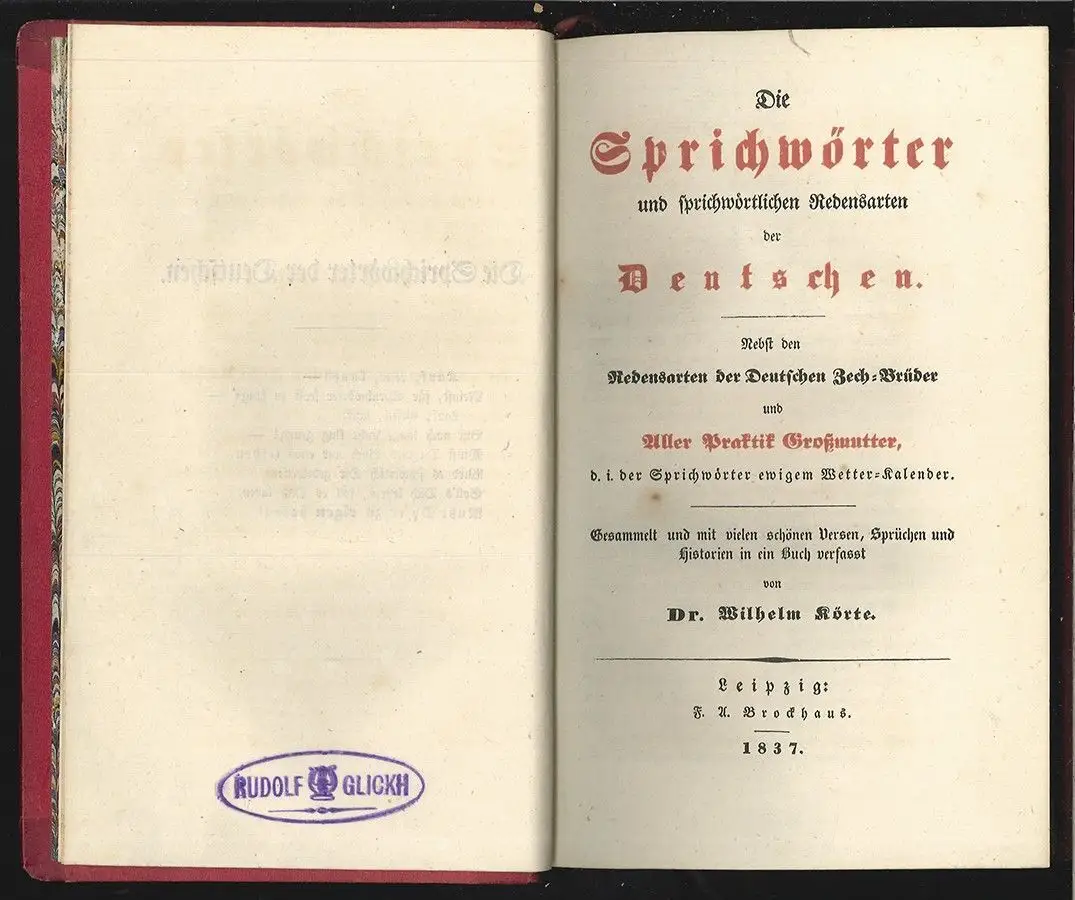 RUDOLF GLICKH
Die
Sprichwörter
und sprichwörtlichen Redensarten
der
Deutschen.
Nebst den
Redensarten der Deutschen Zech-Brüder
und
Aller Praktik Großmutter,
d. i. der Sprichwörter ewigem Wetter-Kalender.
Gesammelt und mit vielen schönen Versen, Sprüchen und
Historien in ein Buch verfasst
von
Dr. Wilhelm Körte.
Leipzig:
F. A. Brockhaus.
1837.